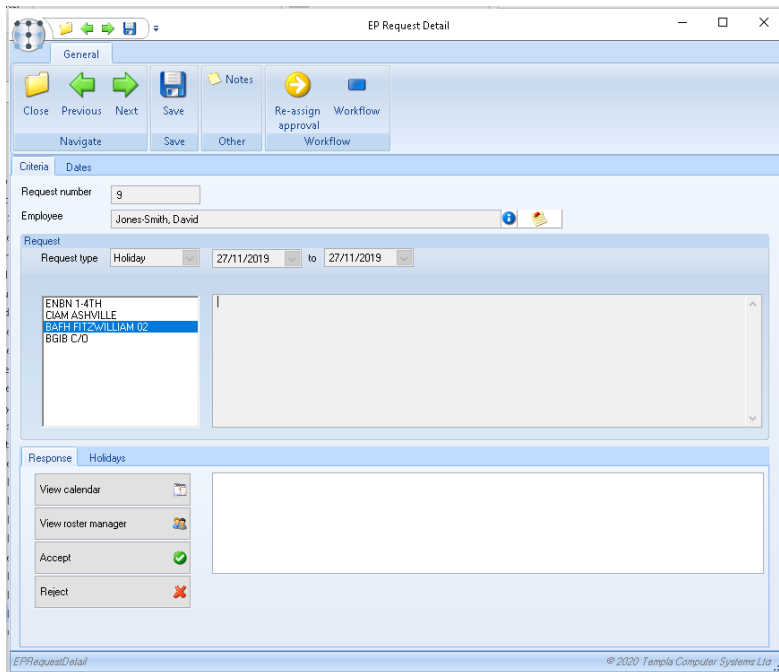 EP Request Detail
General
Close Previous Next Save Notes Re-assign approval Workflow
Navigate Save Other Workflow
Criteria Dates
Request number 9
Employee Jones-Smith, David
Request
Request type Holiday 27/11/2019 to 27/11/2019
ENBN 1-4TH
CIAM ASHVILLE
BAFH FITZWILLIAM 02
BGIB C/O
Response Holidays
View calendar
View roster manager
Accept
Reject
EPRequestDetail © 2020 Templa Computer Systems Ltd